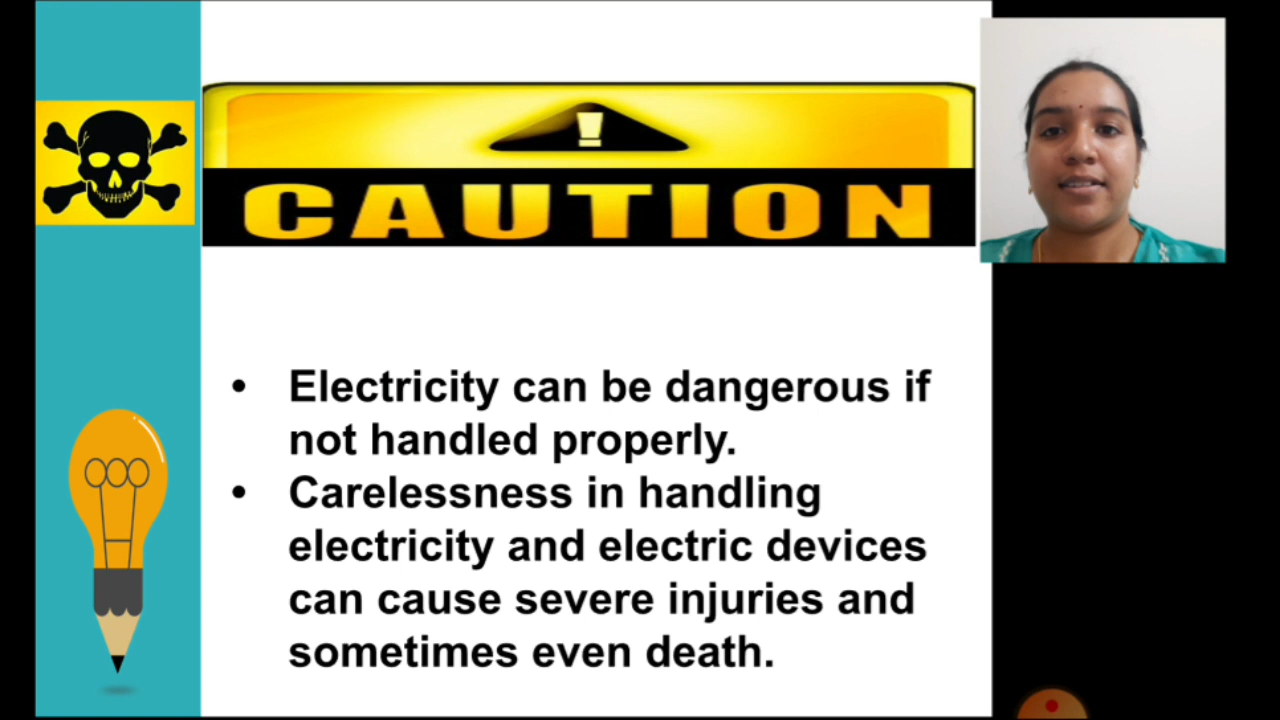 !
CAUTION
• Electricity can be dangerous if
not handled properly.
• Carelessness in handling
electricity and electric devices
can cause severe injuries and
sometimes even death.